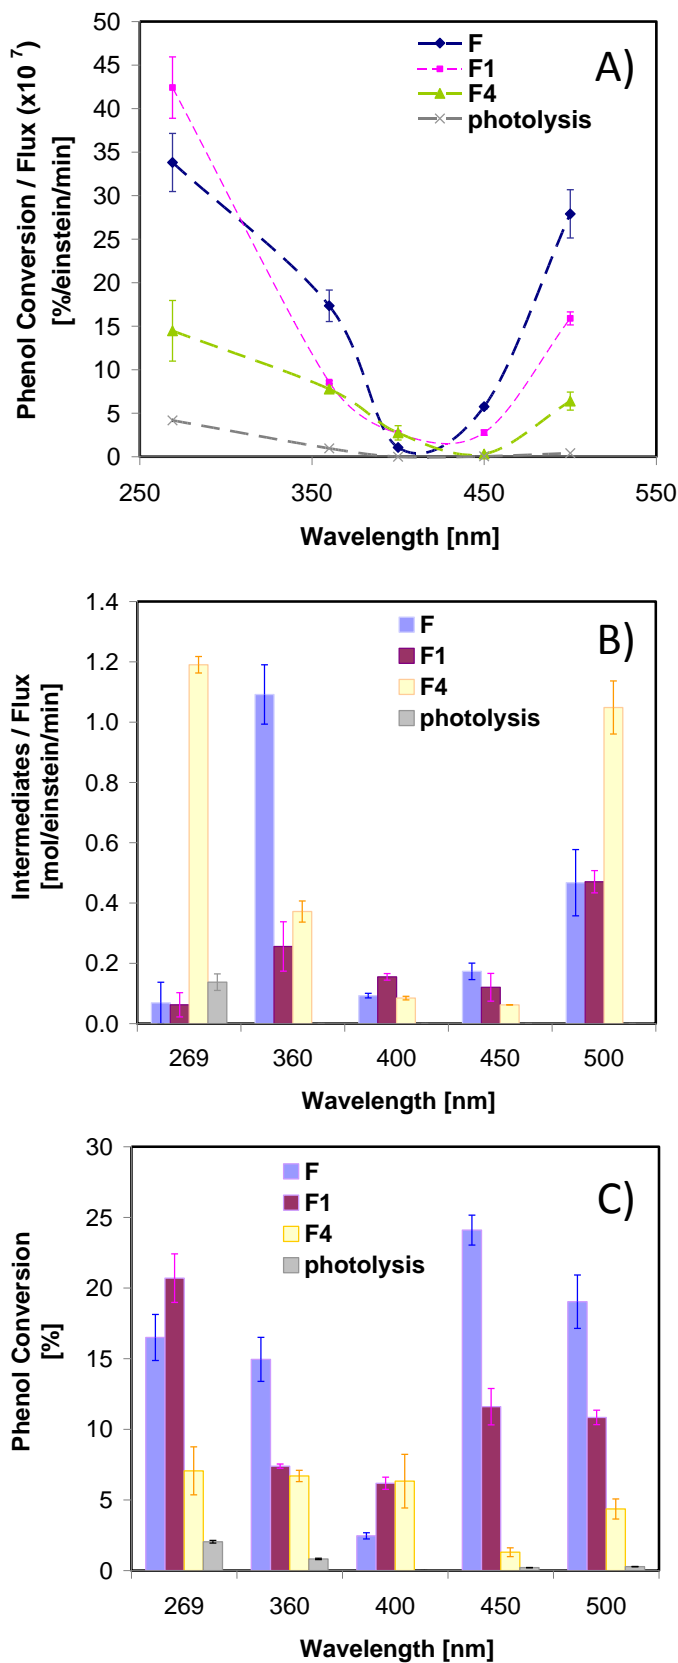 Phenol Conversion / Flux (x10 7)
[%/einstein/min]
50
45
40
35
30
25
20
15
10
5
0
F
F1
F4
photolysis
A)
250 350 450 550
Wavelength [nm]
Intermediates / Flux
[mol/einstein/min]
1.4
1.2
1.0
0.8
0.6
0.4
0.2
0.0
F
F1
F4
photolysis
B)
269 360 400 450 500
Wavelength [nm]
Phenol Conversion
[%]
30
25
20
15
10
5
0
F
F1
F4
photolysis
C)
269 360 400 450 500
Wavelength [nm]